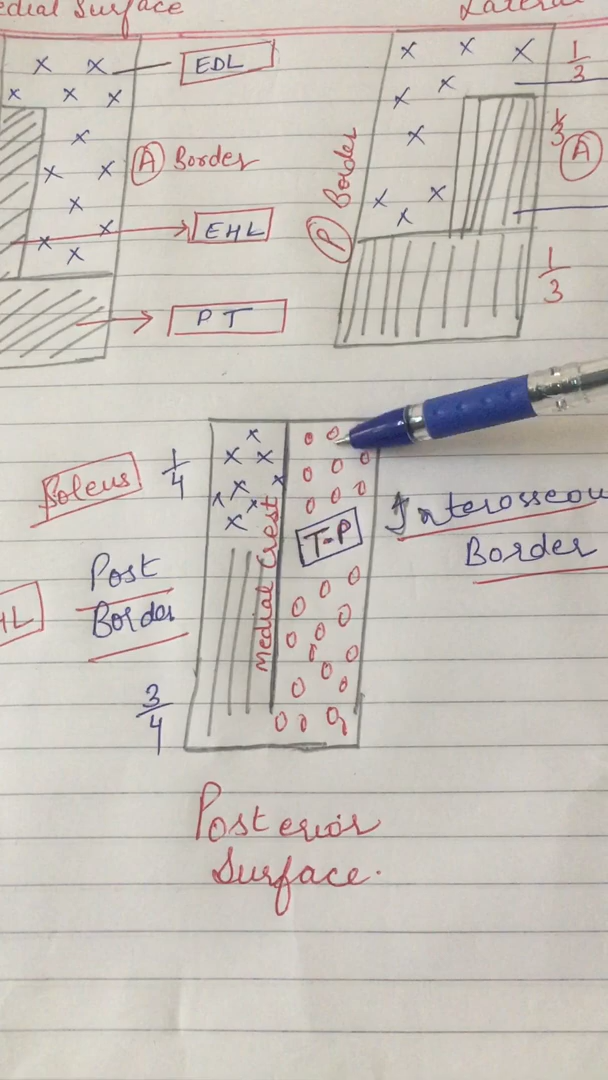 edial Surface
Lateral
EDL
1/3
1/3
(A) Border
(A)
(P) Border
EHL
1/3
PT
Soleus
1/4
Interosseou
Border
T-P
Medial Crest
Post
Border
HL
3/4
Posterior
Surface.